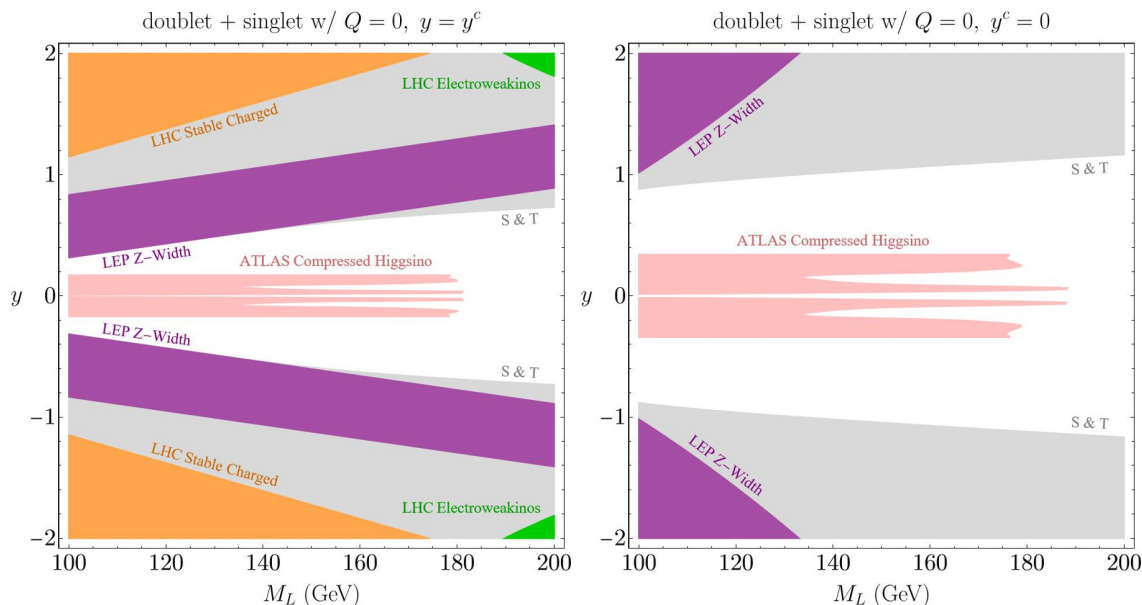 doublet + singlet w/ Q = 0, y = y^c
2
1
0
−1
−2
y
LHC Electroweakinos
LHC Stable Charged
S & T
LEP Z−Width
ATLAS Compressed Higgsino
LEP Z−Width
S & T
LHC Stable Charged
LHC Electroweakinos
100 120 140 160 180 200
M_L (GeV)
doublet + singlet w/ Q = 0, y^c = 0
2
1
0
−1
−2
y
LEP Z−Width
S & T
ATLAS Compressed Higgsino
S & T
LEP Z−Width
100 120 140 160 180 200
M_L (GeV)